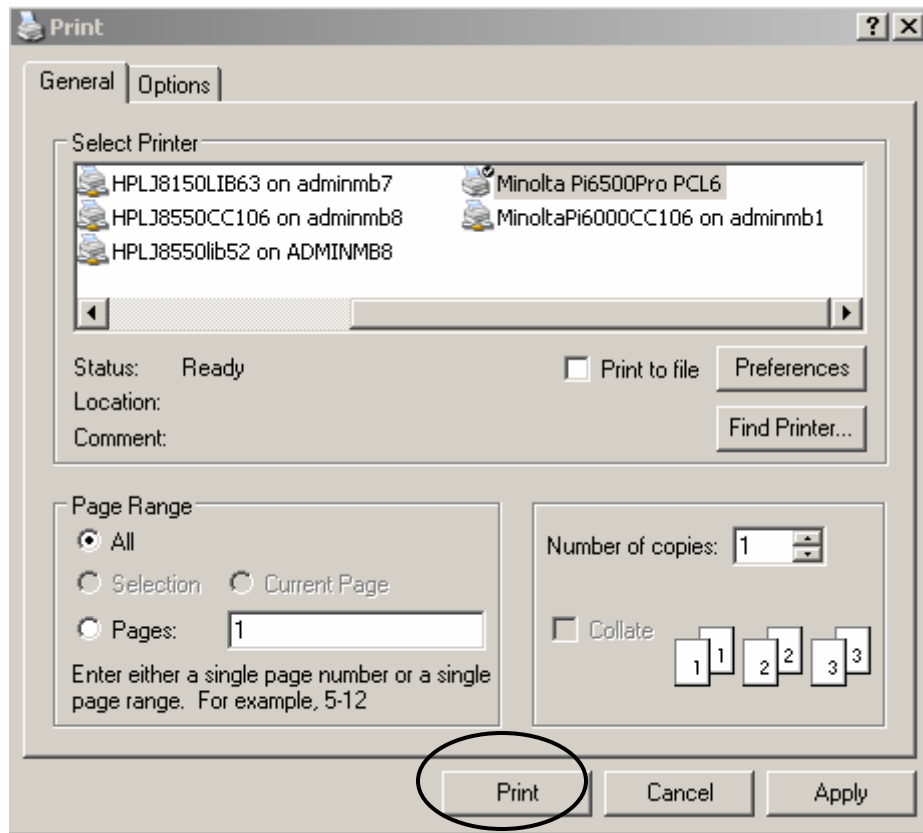 Print
General Options
Select Printer
HPLJ8150LIB63 on adminmb7 Minolta Pi6500Pro PCL6
HPLJ8550CC106 on adminmb8 MinoltaPi6000CC106 on adminmb1
HPLJ8550lib52 on ADMINMB8
Status: Ready Print to file Preferences
Location:
Comment: Find Printer...
Page Range
All
Selection Current Page
Pages: 1
Enter either a single page number or a single
page range. For example, 5-12
Number of copies: 1
Collate
1 1 2 2 3 3
Print Cancel Apply